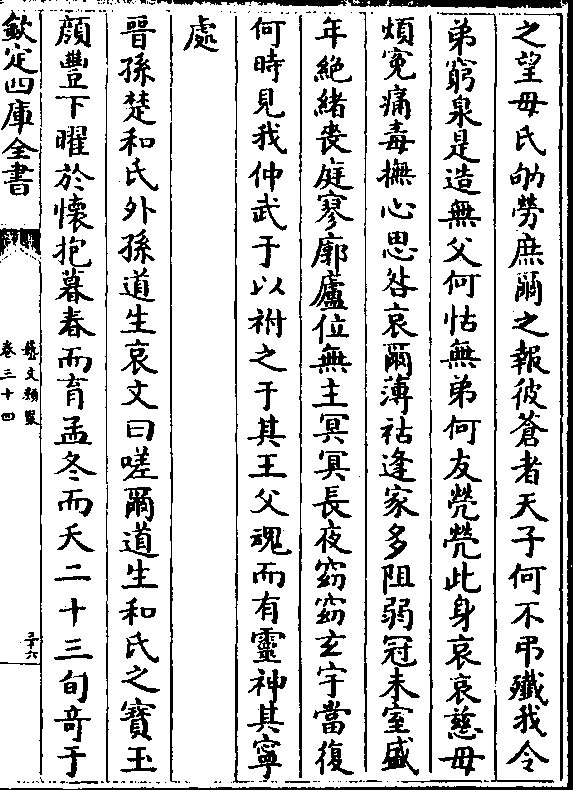 之望毋氏劬勞庶爾之報彼蒼者天子何不弔殲我令
弟窮泉是造無父何怙無弟何友煢煢此身哀哀慈母
煩寃痛毒撫心思咎哀爾薄祜逢家多阻弱冠未室盛
年絶緒喪庭寥廓廬位無主冥冥長夜窈窈玄宇當復
何時見我仲武于以祔之于其王父魂而有靈神其寧
處
晉孫楚和氏外孫道生哀文曰嗟爾道生和氏之寶玉
顔豐下曜於懷抱暮春而育孟冬而夭二十三旬竒于
欽定四庫全書
藝文類聚
卷三十四
三十六